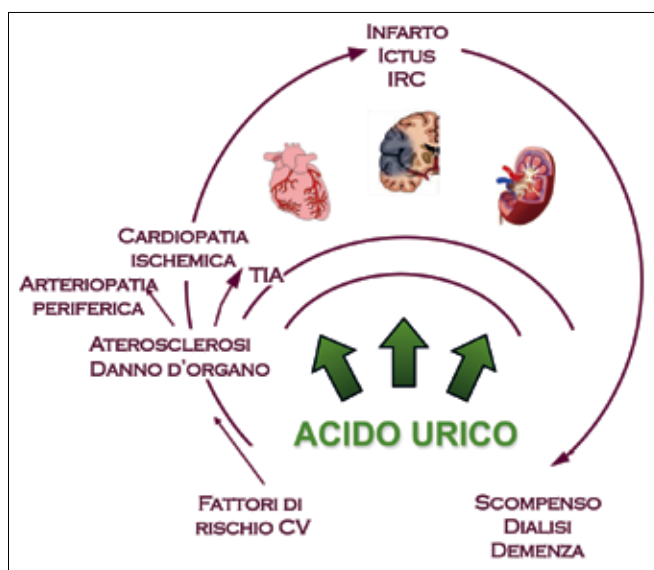 INFARTO
ICTUS
IRC
CARDIOPATIA
ISCHEMICA
TIA
ARTERIOPATIA
PERIFERICA
ATEROSCLEROSI
DANNO D'ORGANO
ACIDO URICO
FATTORI DI
RISCHIO CV
SCOMPENSO
DIALISI
DEMENZA